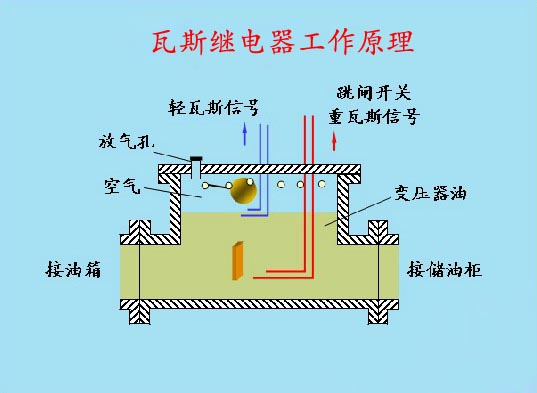 瓦斯继电器工作原理
跳闸开关
轻瓦斯信号
重瓦斯信号
放气孔
空气
变压器油
接油箱
接储油柜